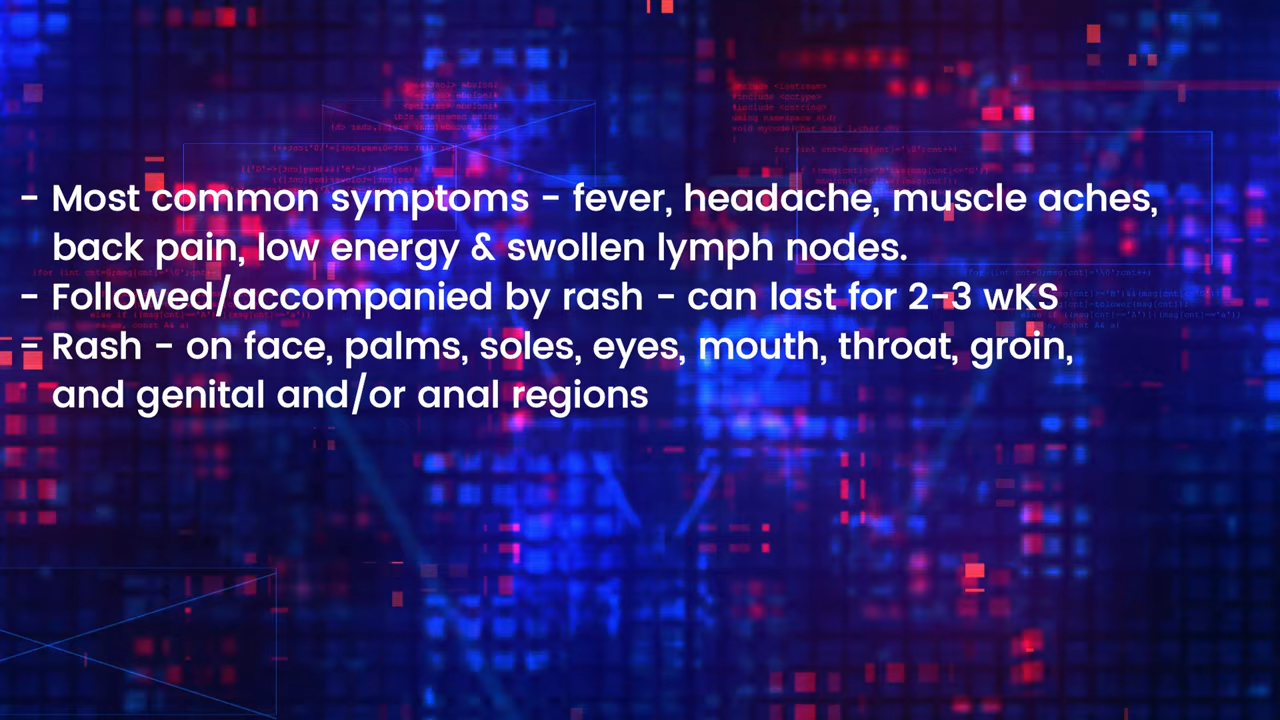 - Most common symptoms - fever, headache, muscle aches,
back pain, low energy & swollen lymph nodes.
- Followed/accompanied by rash - can last for 2-3 wKS
- Rash - on face, palms, soles, eyes, mouth, throat, groin,
and genital and/or anal regions